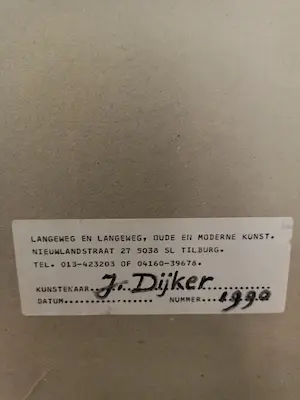 LANGEWEG EN LANGEWEG, OUDE EN MODERNE KUNST.
NIEUWLANDSTRAAT 27 5038 SL TILBURG.
TEL. 013-423203 OF 04160-39678.
KUNSTENAAR..J. Dijker............
DATUM................ NUMMER...1990